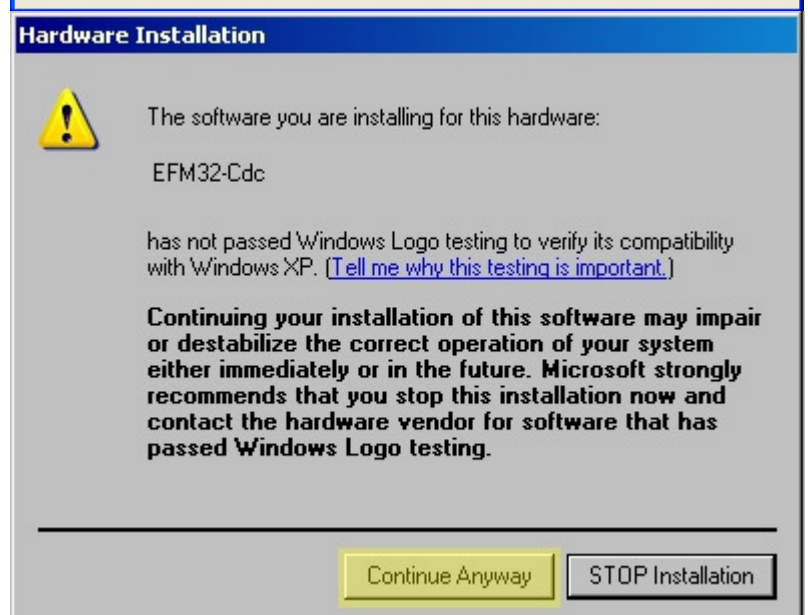 Hardware Installation
The software you are installing for this hardware:
EFM32-Cdc
has not passed Windows Logo testing to verify its compatibility
with Windows XP. (Tell me why this testing is important.)
Continuing your installation of this software may impair
or destabilize the correct operation of your system
either immediately or in the future. Microsoft strongly
recommends that you stop this installation now and
contact the hardware vendor for software that has
passed Windows Logo testing.
Continue Anyway
STOP Installation